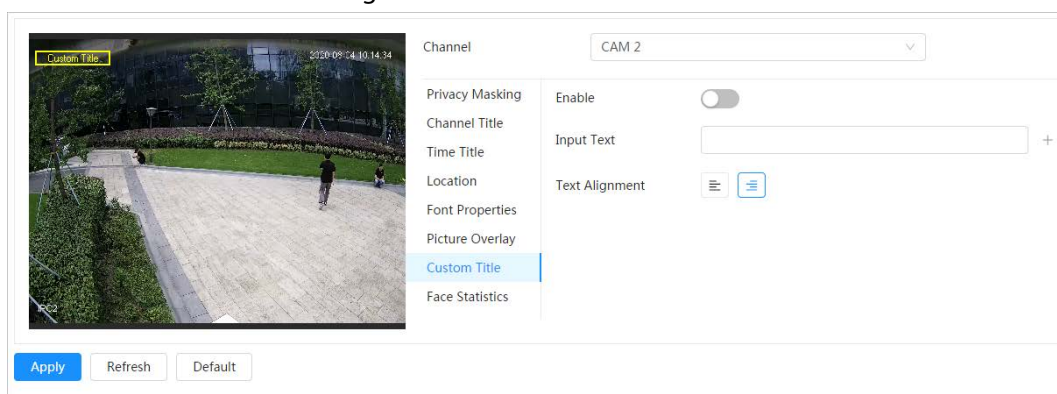 Custom Title
2020-09-04 10:14:34
IPC2
Channel
CAM 2
Privacy Masking
Channel Title
Time Title
Location
Font Properties
Picture Overlay
Custom Title
Face Statistics
Enable
Input Text
+
Text Alignment
Apply
Refresh
Default